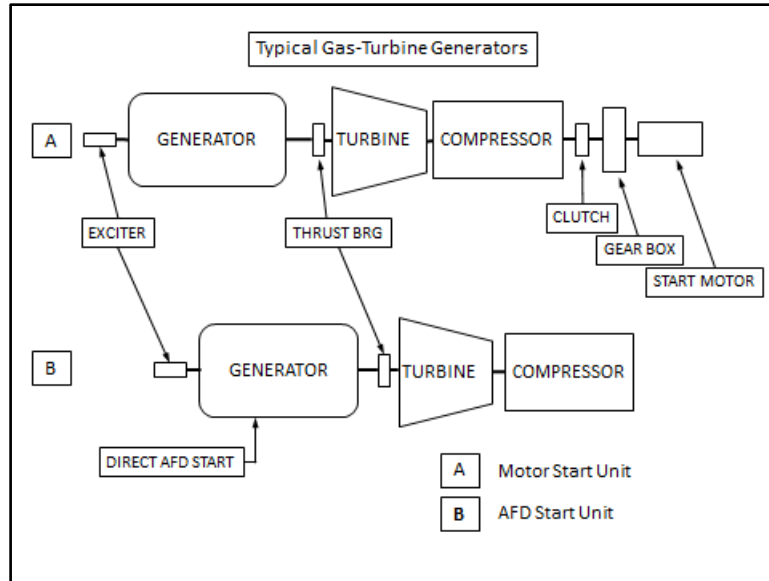 Typical Gas-Turbine Generators
A
GENERATOR
TURBINE
COMPRESSOR
EXCITER
THRUST BRG
CLUTCH
GEAR BOX
START MOTOR
B
GENERATOR
TURBINE
COMPRESSOR
DIRECT AFD START
A Motor Start Unit
B AFD Start Unit